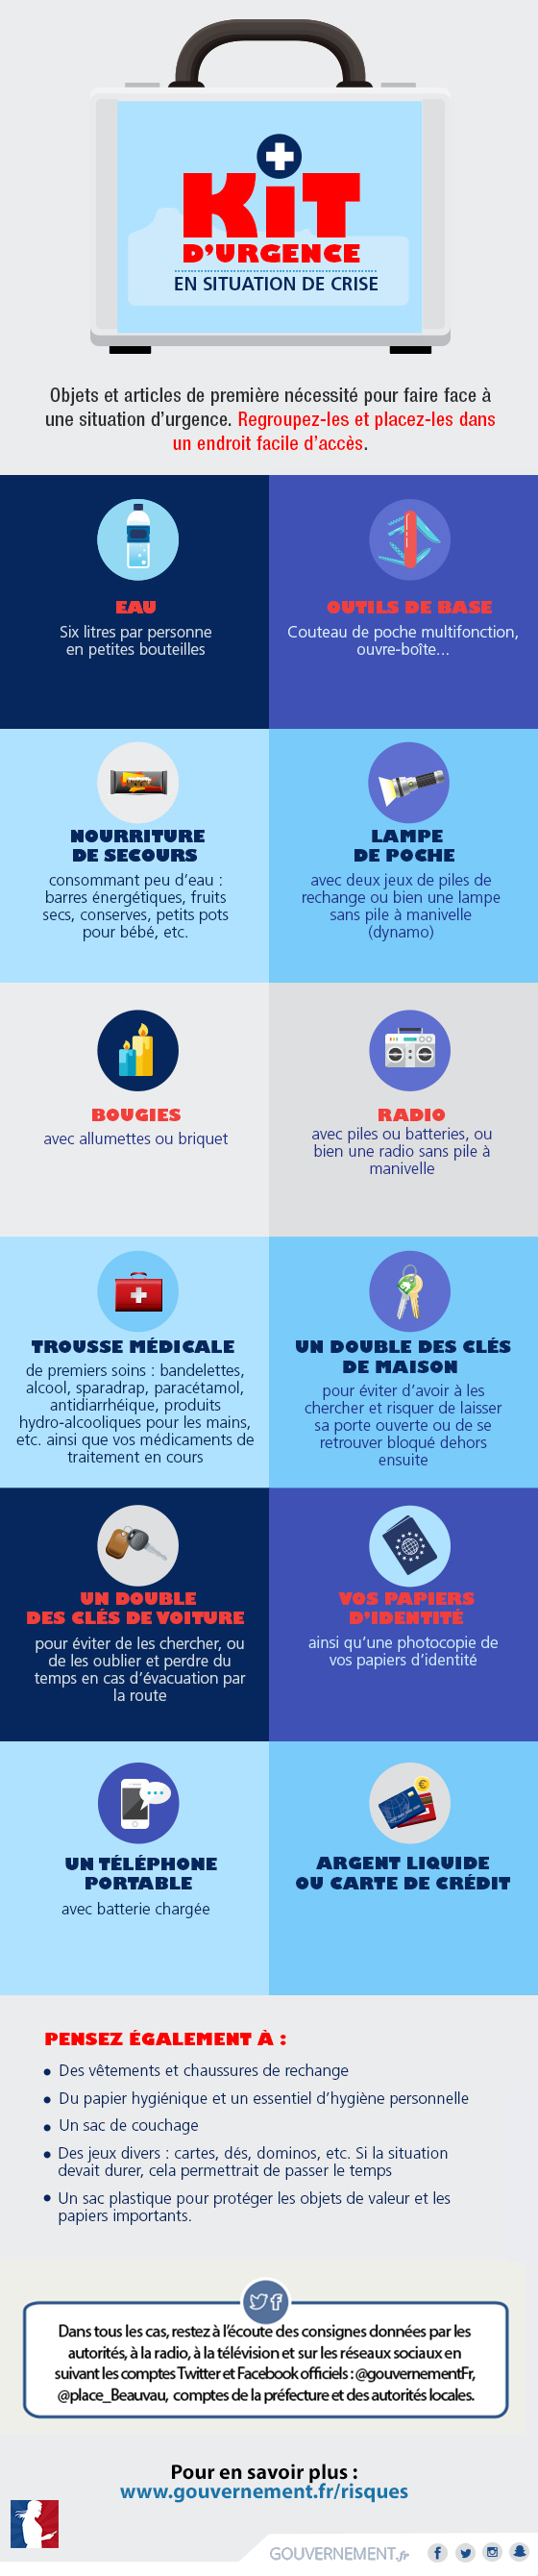 KiT
D'URGENCE
EN SITUATION DE CRISE
Objets et articles de première nécessité pour faire face à
une situation d'urgence. Regroupez-les et placez-les dans
un endroit facile d'accès.
EAU
Six litres par personne
en petites bouteilles
OUTILS DE BASE
Couteau de poche multifonction,
ouvre-boîte...
NOURRITURE
DE SECOURS
consommant peu d'eau :
barres énergétiques, fruits
secs, conserves, petits pots
pour bébé, etc.
LAMPE
DE POCHE
avec deux jeux de piles de
rechange ou bien une lampe
sans pile à manivelle
(dynamo)
BOUGIES
avec allumettes ou briquet
RADIO
avec piles ou batteries, ou
bien une radio sans pile à
manivelle
TROUSSE MÉDICALE
de premiers soins : bandelettes,
alcool, sparadrap, paracétamol,
antidiarrhéique, produits
hydro-alcooliques pour les mains,
etc. ainsi que vos médicaments de
traitement en cours
UN DOUBLE DES CLÉS
DE MAISON
pour éviter d'avoir à les
chercher et risquer de laisser
sa porte ouverte ou de se
retrouver bloqué dehors
ensuite
UN DOUBLE
DES CLÉS DE VOITURE
pour éviter de les chercher, ou
de les oublier et perdre du
temps en cas d'évacuation par
la route
VOS PAPIERS
D'IDENTITÉ
ainsi qu'une photocopie de
vos papiers d'identité
UN TÉLÉPHONE
PORTABLE
avec batterie chargée
ARGENT LIQUIDE
OU CARTE DE CRÉDIT
PENSEZ ÉGALEMENT À :
• Des vêtements et chaussures de rechange
• Du papier hygiénique et un essentiel d'hygiène personnelle
• Un sac de couchage
• Des jeux divers : cartes, dés, dominos, etc. Si la situation
devait durer, cela permettrait de passer le temps
• Un sac plastique pour protéger les objets de valeur et les
papiers importants.
Dans tous les cas, restez à l'écoute des consignes données par les
autorités, à la radio, à la télévision et sur les réseaux sociaux en
suivant les comptes Twitter et Facebook officiels : @gouvernementFr,
@place_Beauvau, comptes de la préfecture et des autorités locales.
Pour en savoir plus :
www.gouvernement.fr/risques
GOUVERNEMENT.fr